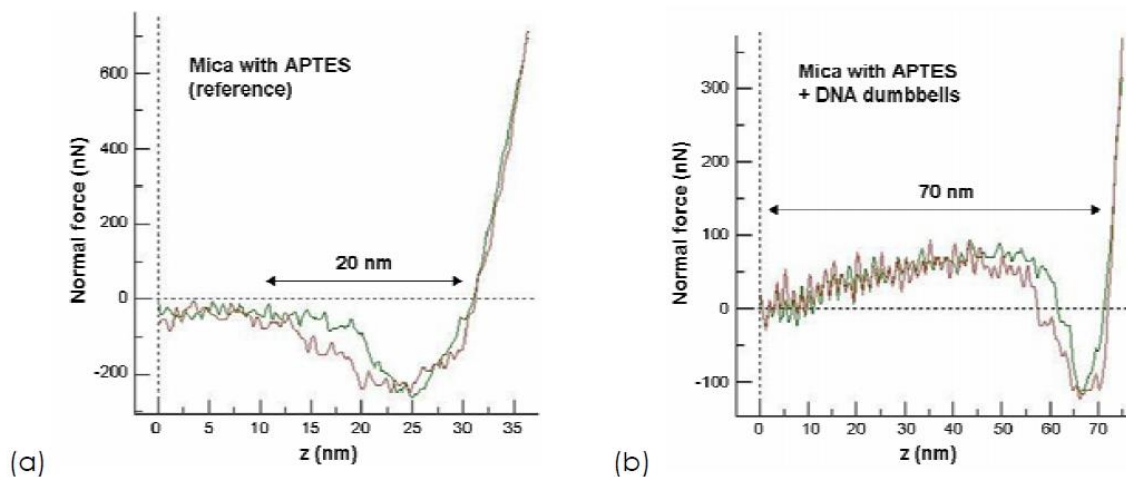 Mica with APTES
(reference)
Normal force (nN)
600
400
200
0
-200
20 nm
0 5 10 15 20 25 30 35
z (nm)
(a)
Mica with APTES
+ DNA dumbbells
Normal force (nN)
300
200
100
0
-100
70 nm
0 10 20 30 40 50 60 70
z (nm)
(b)